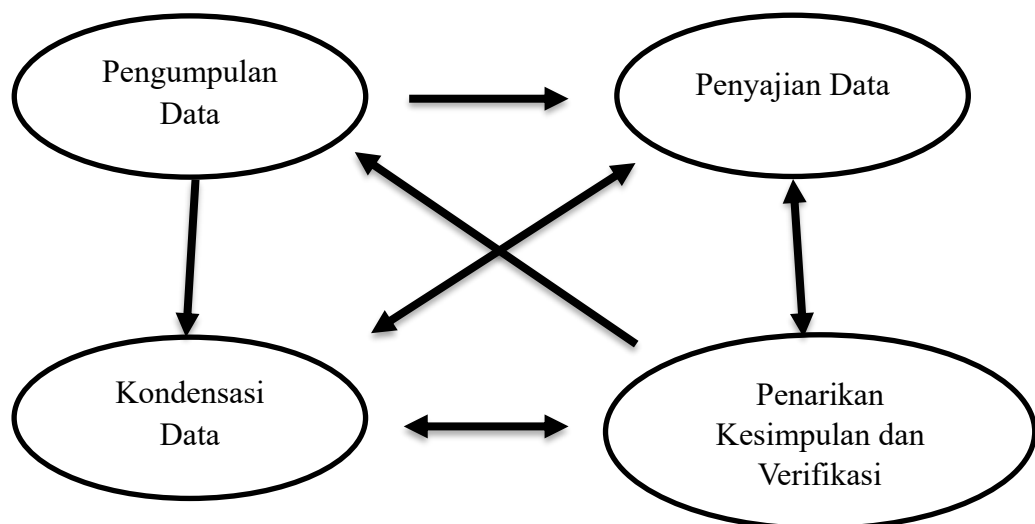 Pengumpulan
Data
Penyajian Data
Kondensasi
Data
Penarikan
Kesimpulan dan
Verifikasi